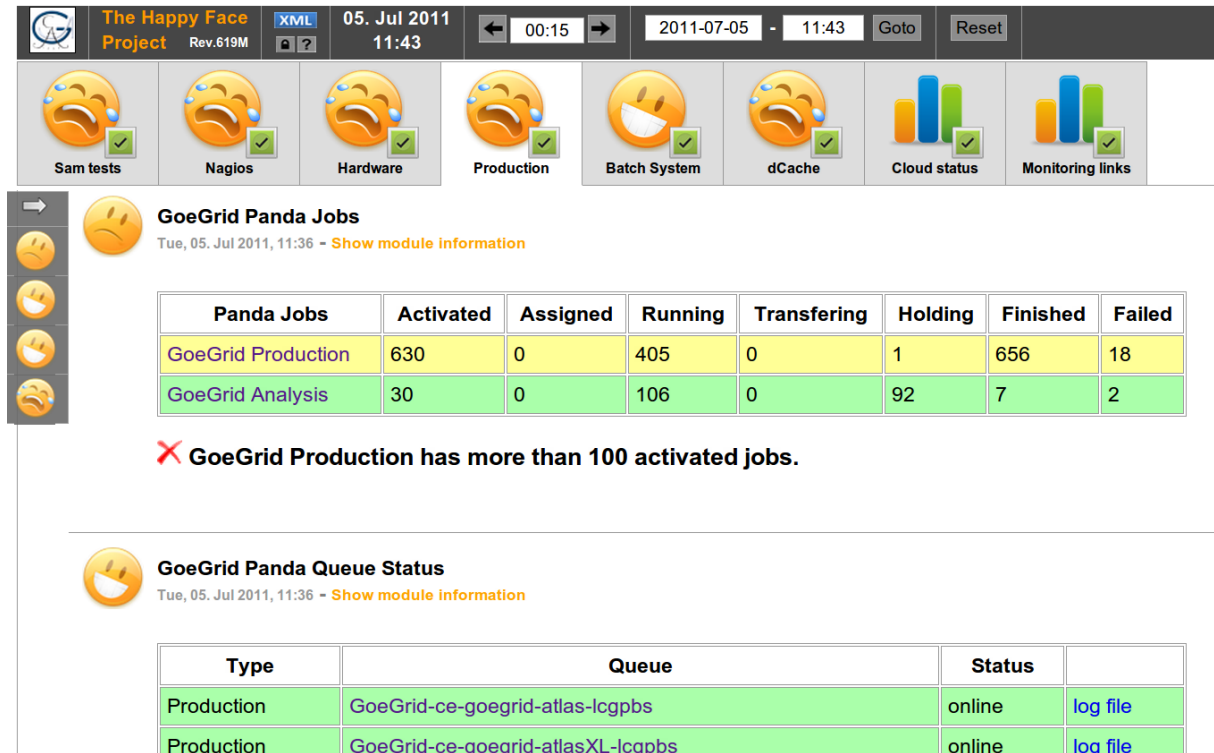 The Happy Face
Project Rev.619M
XML
?
05. Jul 2011
11:43
00:15
2011-07-05 - 11:43 Goto Reset
Sam tests Nagios Hardware Production Batch System dCache Cloud status Monitoring links
GoeGrid Panda Jobs
Tue, 05. Jul 2011, 11:36 - Show module information
Panda Jobs Activated Assigned Running Transfering Holding Finished Failed
GoeGrid Production 630 0 405 0 1 656 18
GoeGrid Analysis 30 0 106 0 92 7 2
GoeGrid Production has more than 100 activated jobs.
GoeGrid Panda Queue Status
Tue, 05. Jul 2011, 11:36 - Show module information
Type Queue Status
Production GoeGrid-ce-goegrid-atlas-lcgpbs online log file
Production GoeGrid-ce-goegrid-atlasXL-lcgpbs online log file